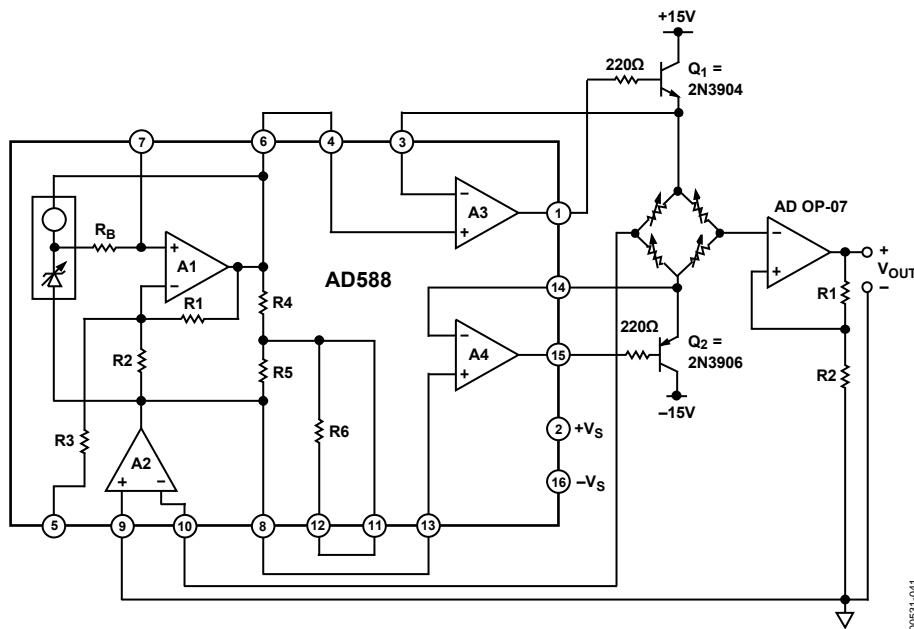 +15V
220Ω
Q1 =
2N3904
7
6
4
3
RB
+
−
A1
R1
−
+
A3
1
AD OP-07
−
+
+
VOUT
−
AD588
R4
14
R1
R2
R5
−
+
A4
15
220Ω
Q2 =
2N3906
R2
R3
R6
−15V
2
+VS
A2
+
−
16
−VS
5
9
10
8
12
11
13
00531-041